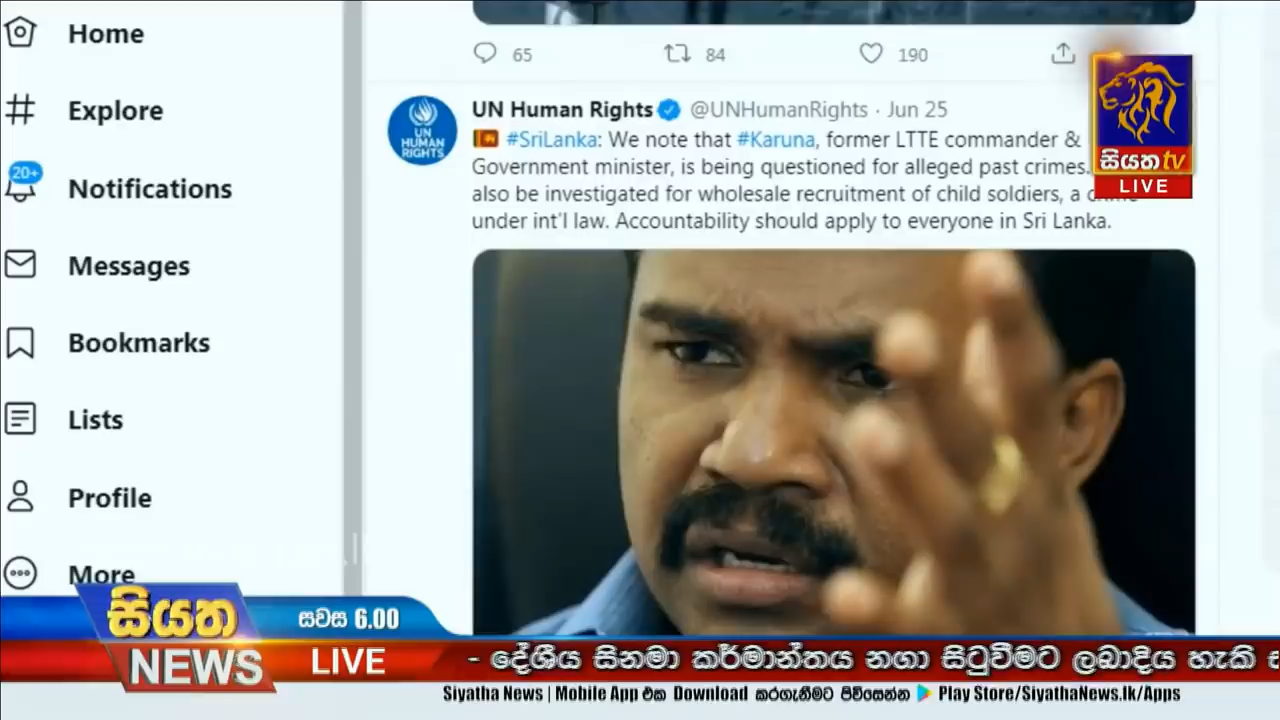 Home
65 84 190
Explore
UN Human Rights @UNHumanRights · Jun 25
#SriLanka: We note that #Karuna, former LTTE commander &
Government minister, is being questioned for alleged past crimes.
also be investigated for wholesale recruitment of child soldiers, a
under int'l law. Accountability should apply to everyone in Sri Lanka.
UN
HUMAN
RIGHTS
සියත tv
LIVE
20+
Notifications
Messages
Bookmarks
Lists
Profile
More
සියත
NEWS
සවස 6.00
LIVE
- දේශීය සිනමා කර්මාන්තය නගා සිටුවීමට ලබාදිය හැකි
Siyatha News | Mobile App එක Download කරගැනීමට පිවිසෙන්න Play Store/SiyathaNews.lk/Apps